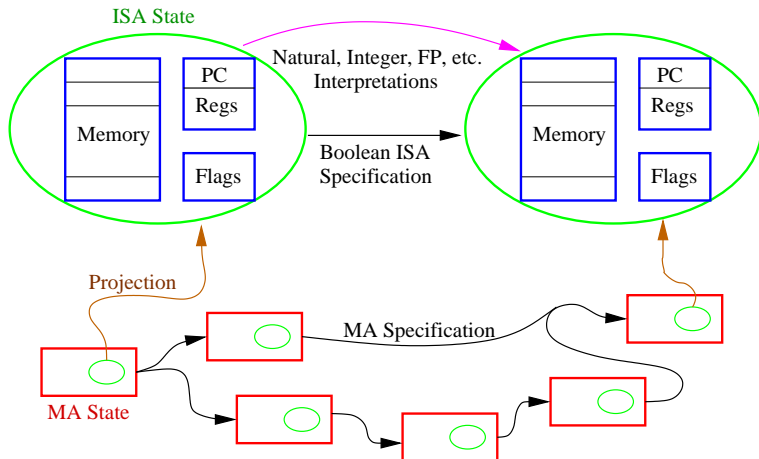 ISA State
Natural, Integer, FP, etc.
Interpretations
PC
Regs
Memory
Flags
Boolean ISA
Specification
PC
Regs
Memory
Flags
Projection
MA Specification
MA State